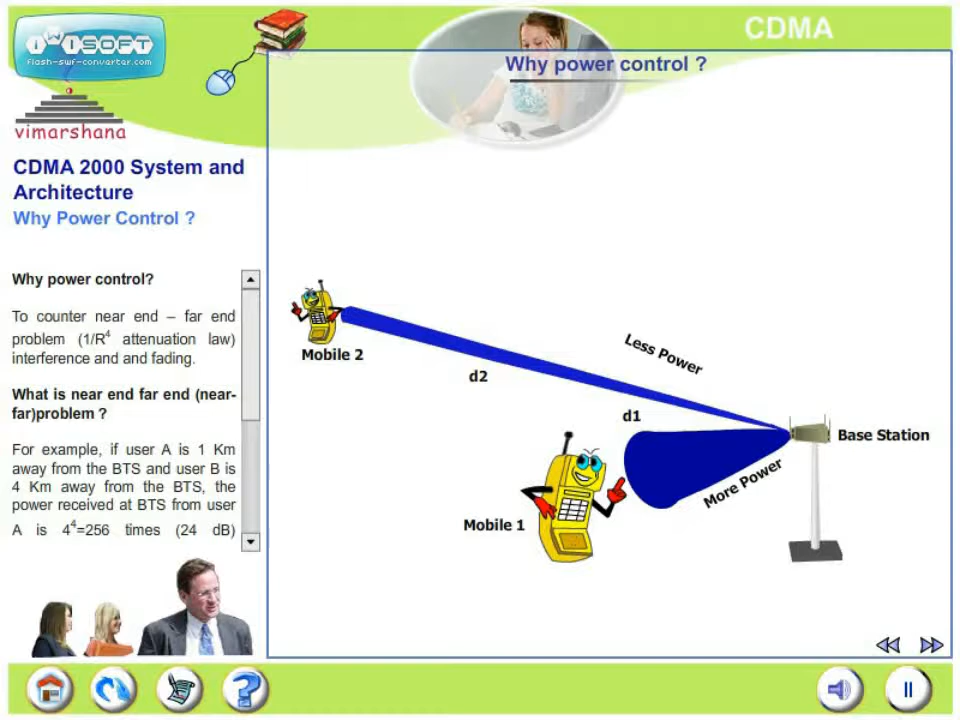 CDMA
iWiSOFT
flash-swf-converter.com
Why power control ?
vimarshana
CDMA 2000 System and
Architecture
Why Power Control ?
Why power control?
To counter near end – far end
problem (1/R⁴ attenuation law)
interference and and fading.
What is near end far end (near-
far)problem ?
For example, if user A is 1 Km
away from the BTS and user B is
4 Km away from the BTS, the
power received at BTS from user
A is 4⁴=256 times (24 dB)
Mobile 2
Less Power
d2
d1
Base Station
More Power
Mobile 1